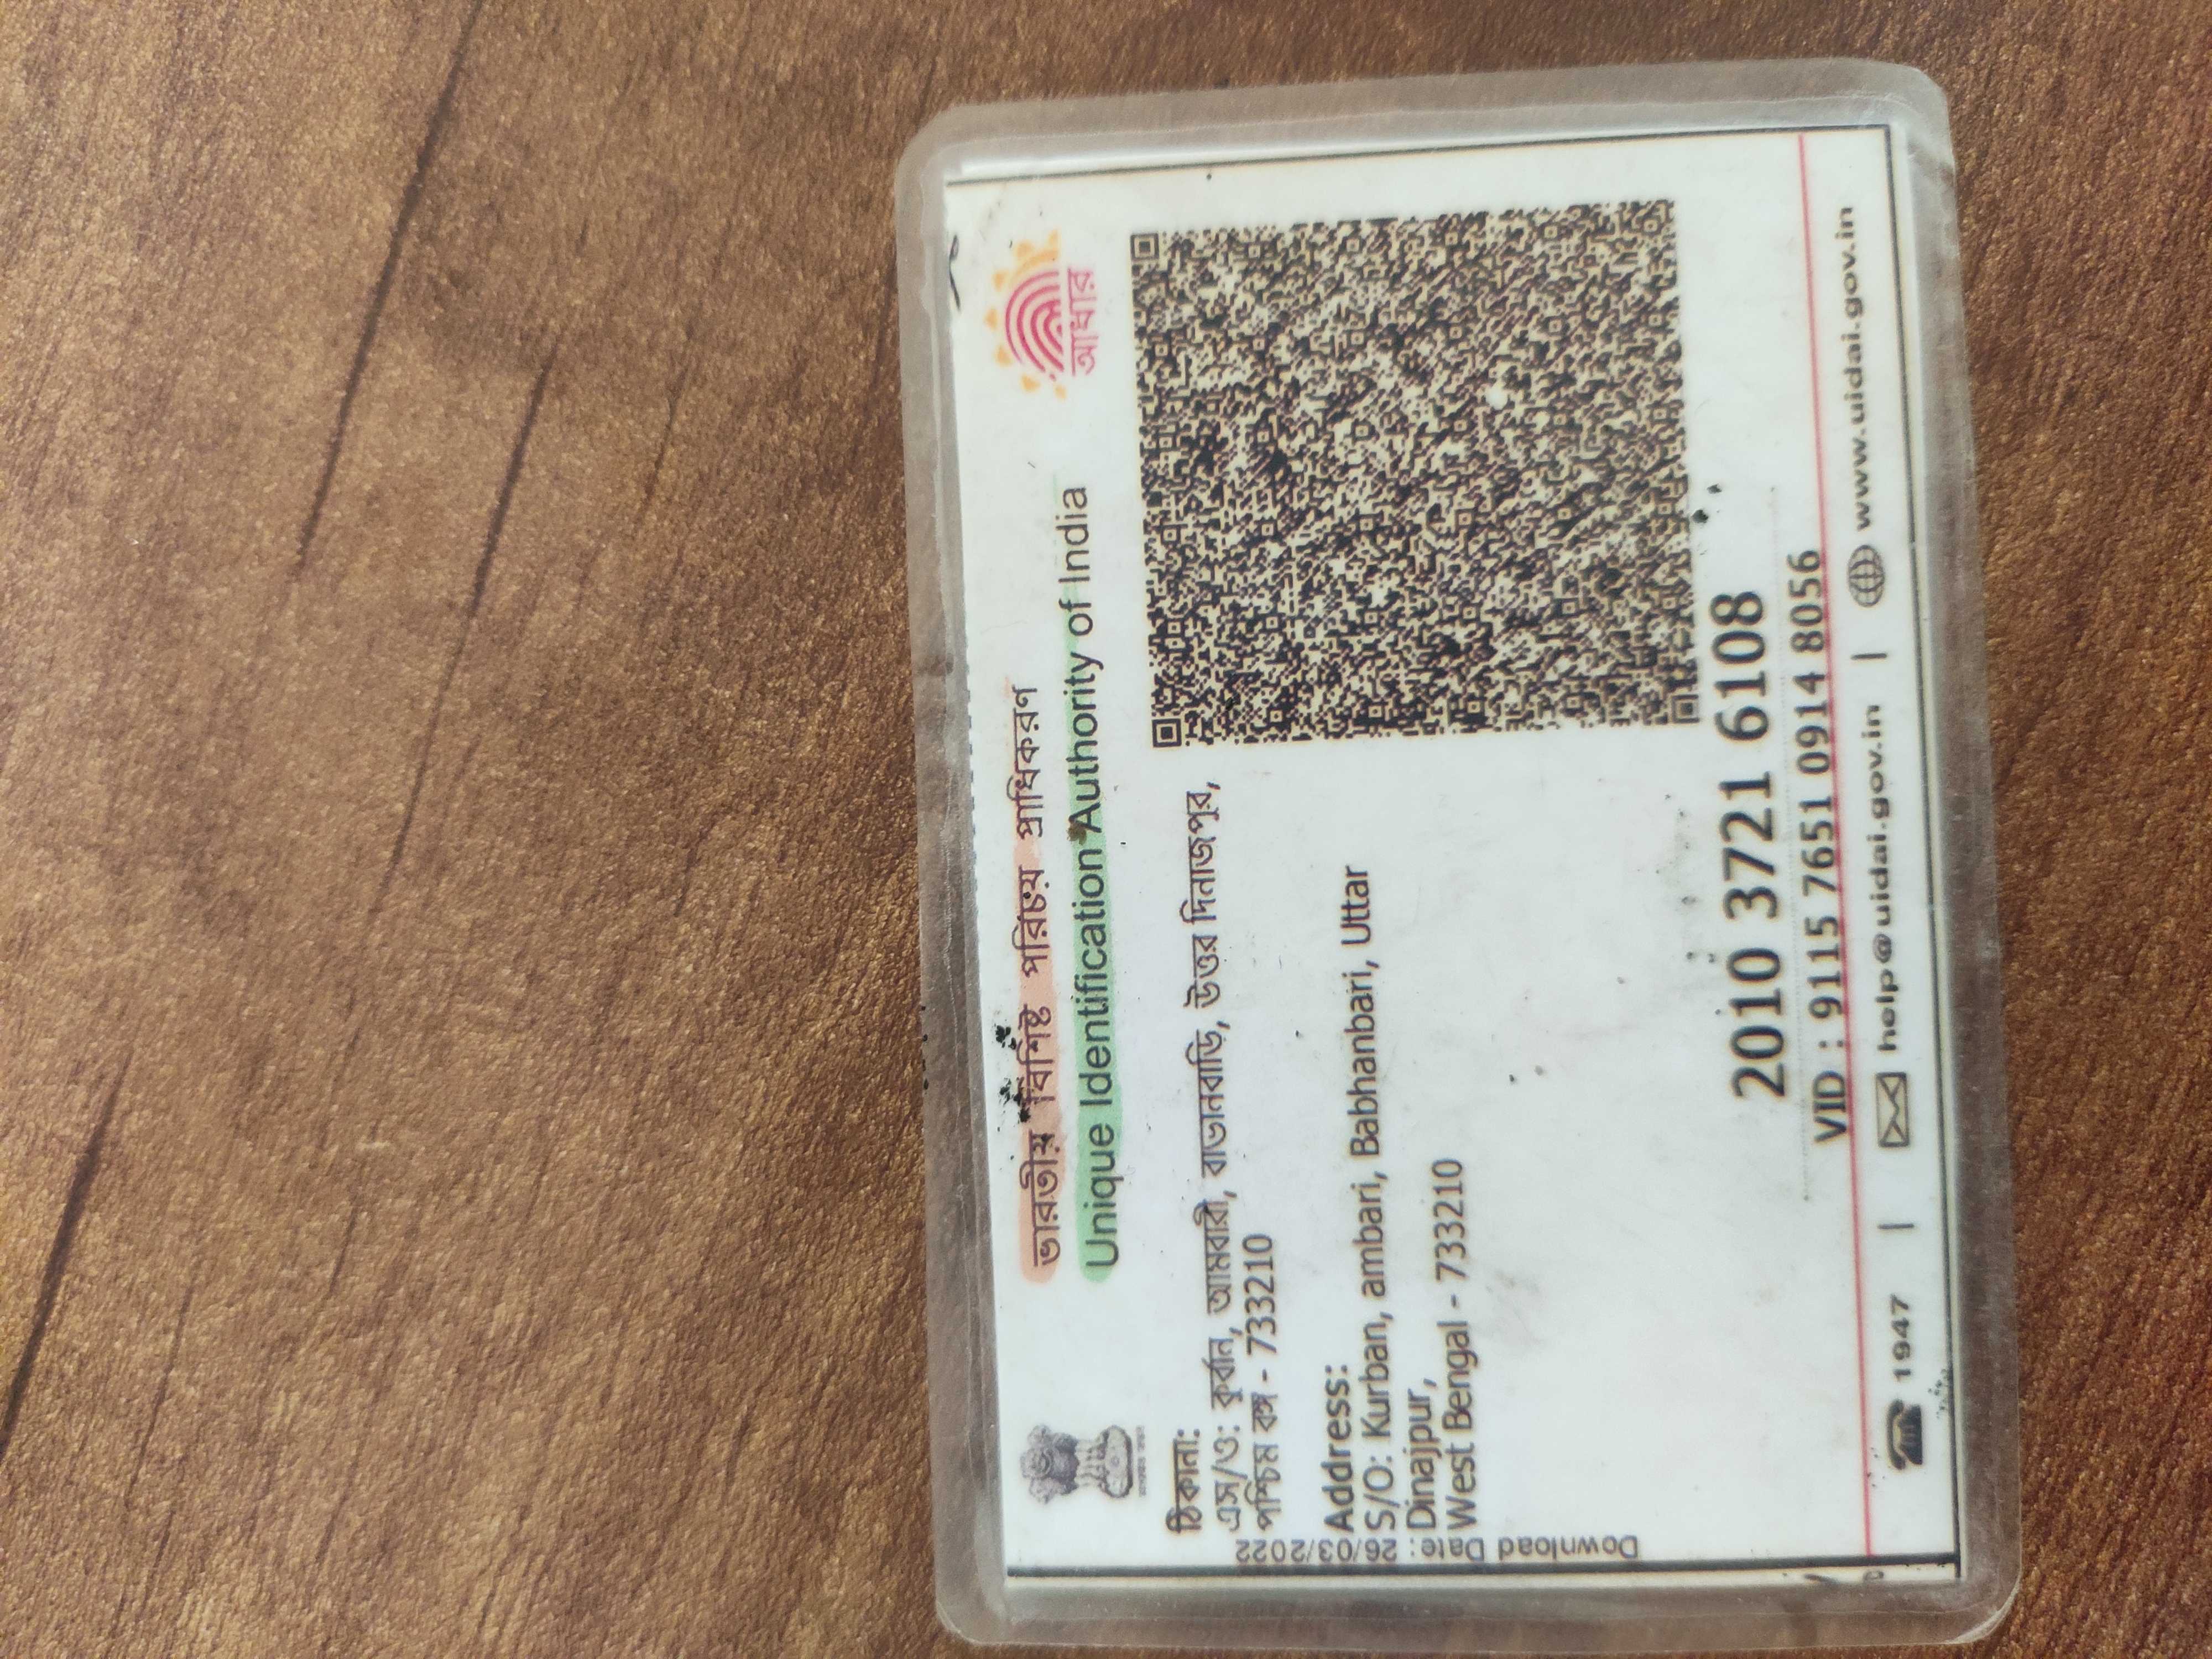 ভারতীয় বিশিষ্ট পরিচয় প্রাধিকরণ
Unique Identification Authority of India
আধার
ঠিকানা:
এস/ও: কুর্বান, আমবারী, বাভানবাড়ি, উত্তর দিনাজপুর,
পশ্চিম বঙ্গ - 733210
Address:
S/O: Kurban, ambari, Babhanbari, Uttar
Dinajpur,
West Bengal - 733210
Download Date: 26/03/2022
2010 3721 6108
VID : 9115 7651 0914 8056
1947 | help@uidai.gov.in | www.uidai.gov.in